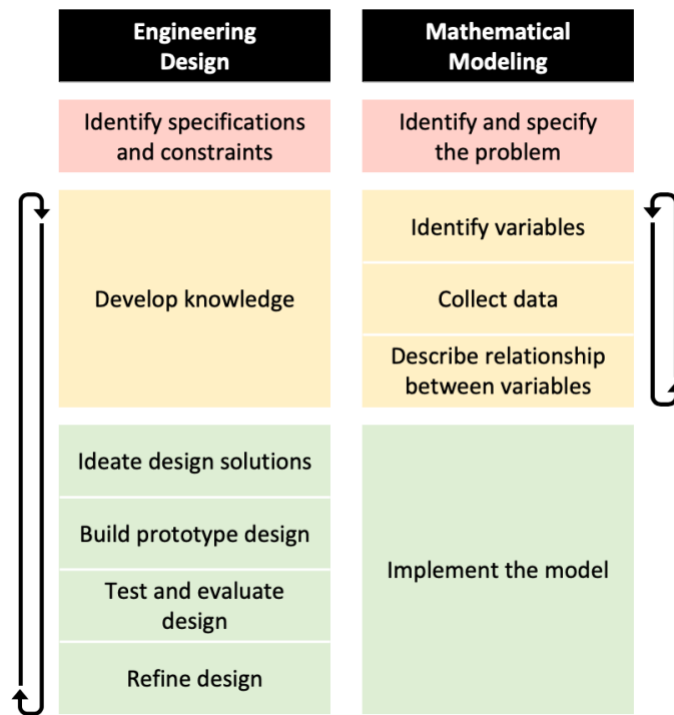 Engineering
Design
Mathematical
Modeling
Identify specifications
and constraints
Identify and specify
the problem
Develop knowledge
Identify variables
Collect data
Describe relationship
between variables
Ideate design solutions
Build prototype design
Test and evaluate
design
Refine design
Implement the model